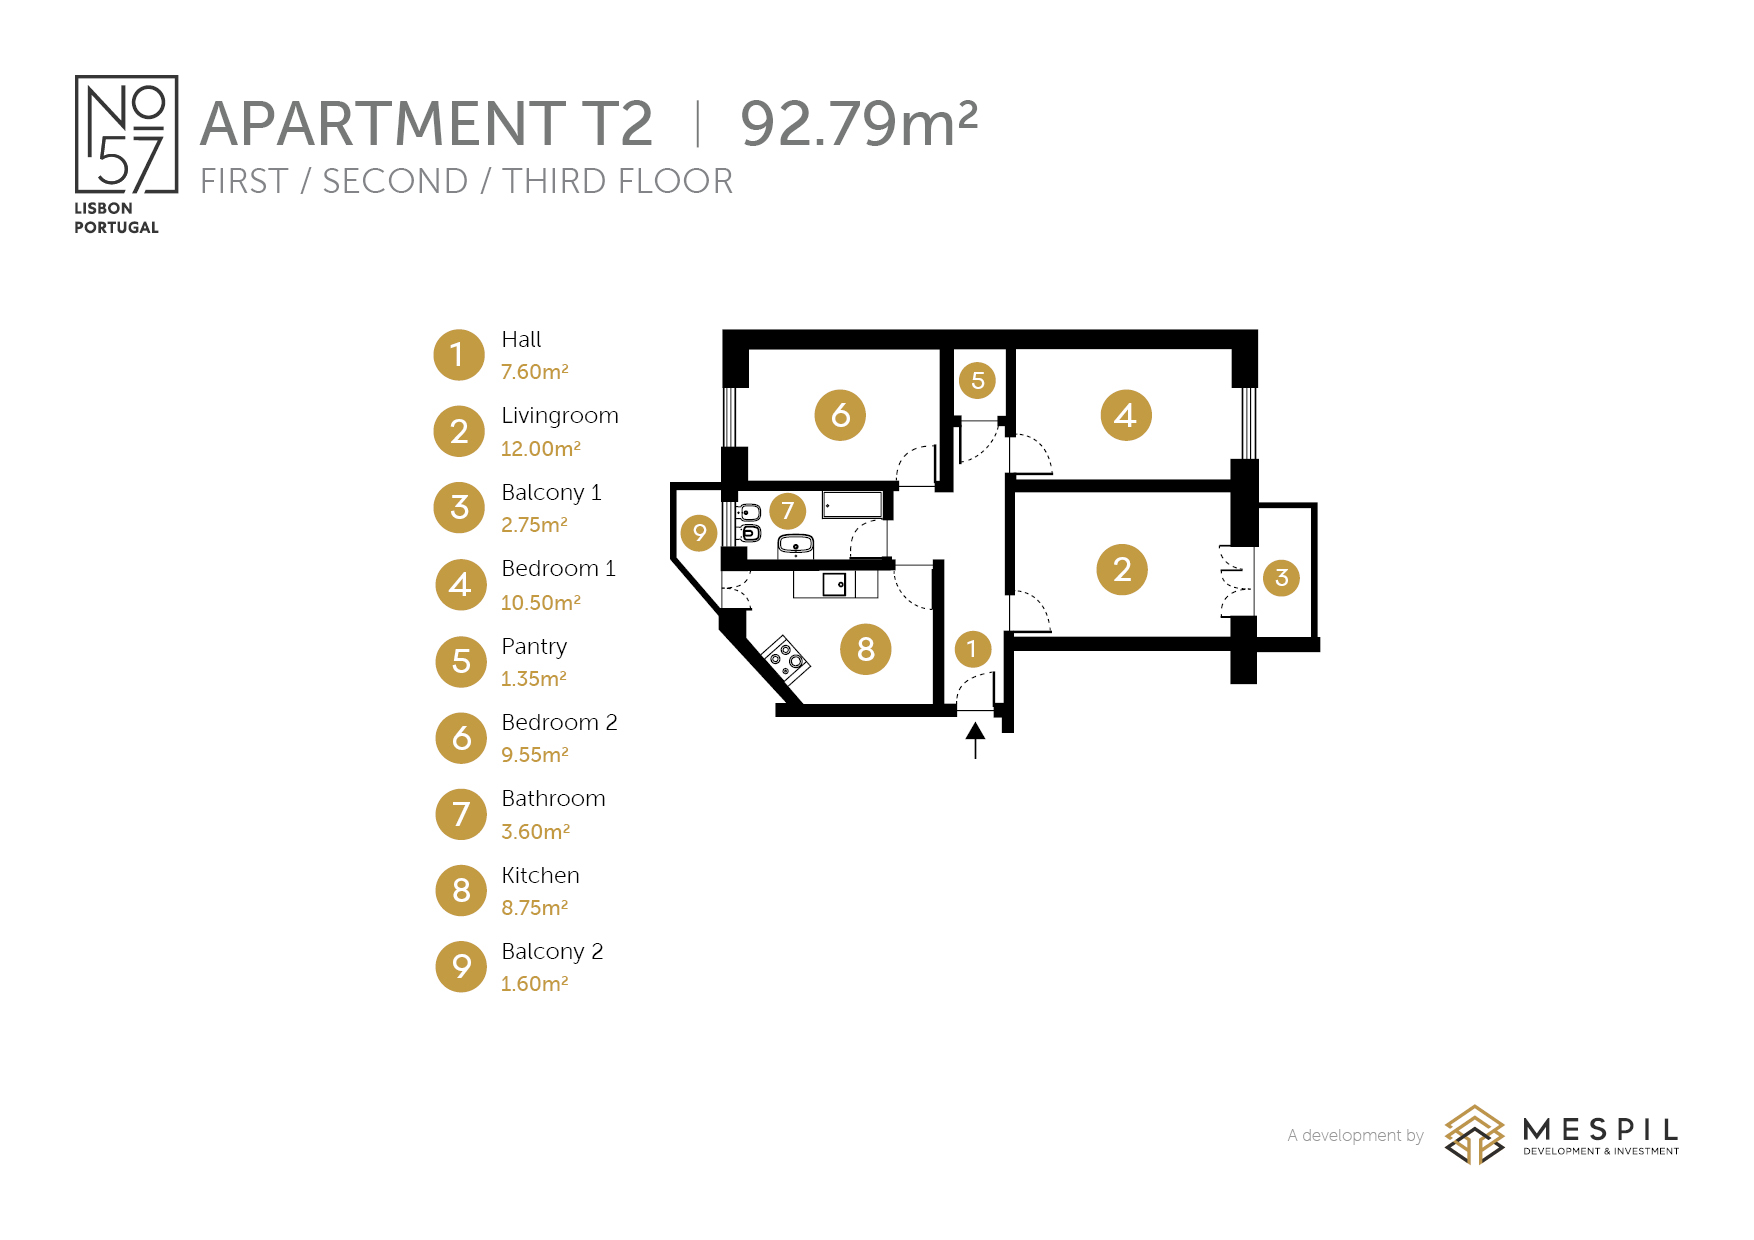 No
57
LISBON
PORTUGAL
APARTMENT T2 | 92.79m²
FIRST / SECOND / THIRD FLOOR
1 Hall
7.60m²
2 Livingroom
12.00m²
3 Balcony 1
2.75m²
4 Bedroom 1
10.50m²
5 Pantry
1.35m²
6 Bedroom 2
9.55m²
7 Bathroom
3.60m²
8 Kitchen
8.75m²
9 Balcony 2
1.60m²
5
6
4
7
9
2
3
8
1
A development by
MESPIL
DEVELOPMENT & INVESTMENT